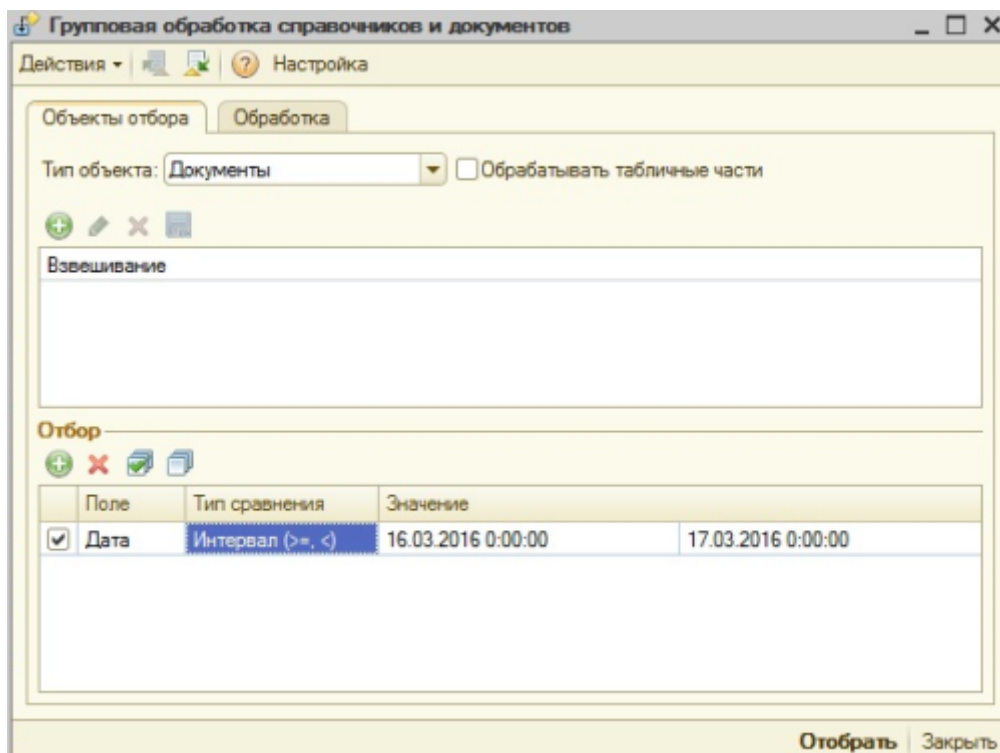 Групповая обработка справочников и документов
Действия Настройка
Объекты отбора Обработка
Тип объекта: Документы Обрабатывать табличные части
Взвешивание
Отбор
Поле Тип сравнения Значение
Дата Интервал (>=, <) 16.03.2016 0:00:00 17.03.2016 0:00:00
Отобрать Закрыть